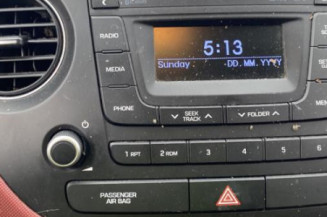 RADIO
5:13
Sunday DD.MM.YYYY
MEDIA
PHONE
SEEK
TRACK
FOLDER
1 RPT
2 RDM
3
4
5
PASSENGER
AIR BAG